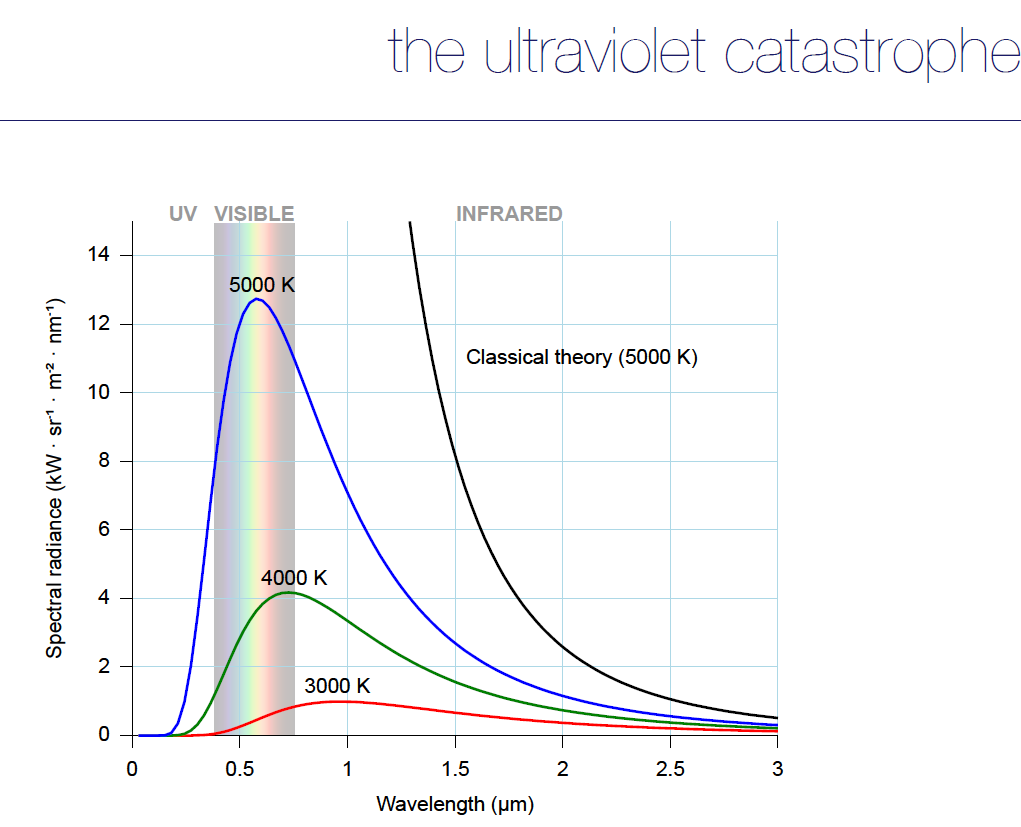 the ultraviolet catastrophe
UV VISIBLE INFRARED
14
12
10
8
6
4
2
0
Spectral radiance (kW · sr⁻¹ · m⁻² · nm⁻¹)
5000 K
Classical theory (5000 K)
4000 K
3000 K
0 0.5 1 1.5 2 2.5 3
Wavelength (μm)